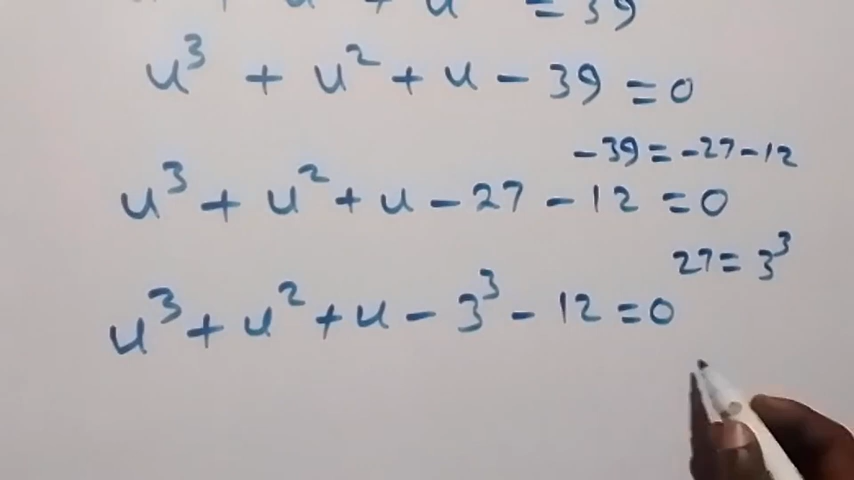 = 39
u³ + u² + u - 39 = 0
-39 = -27 - 12
u³ + u² + u - 27 - 12 = 0
27 = 3³
u³ + u² + u - 3³ - 12 = 0